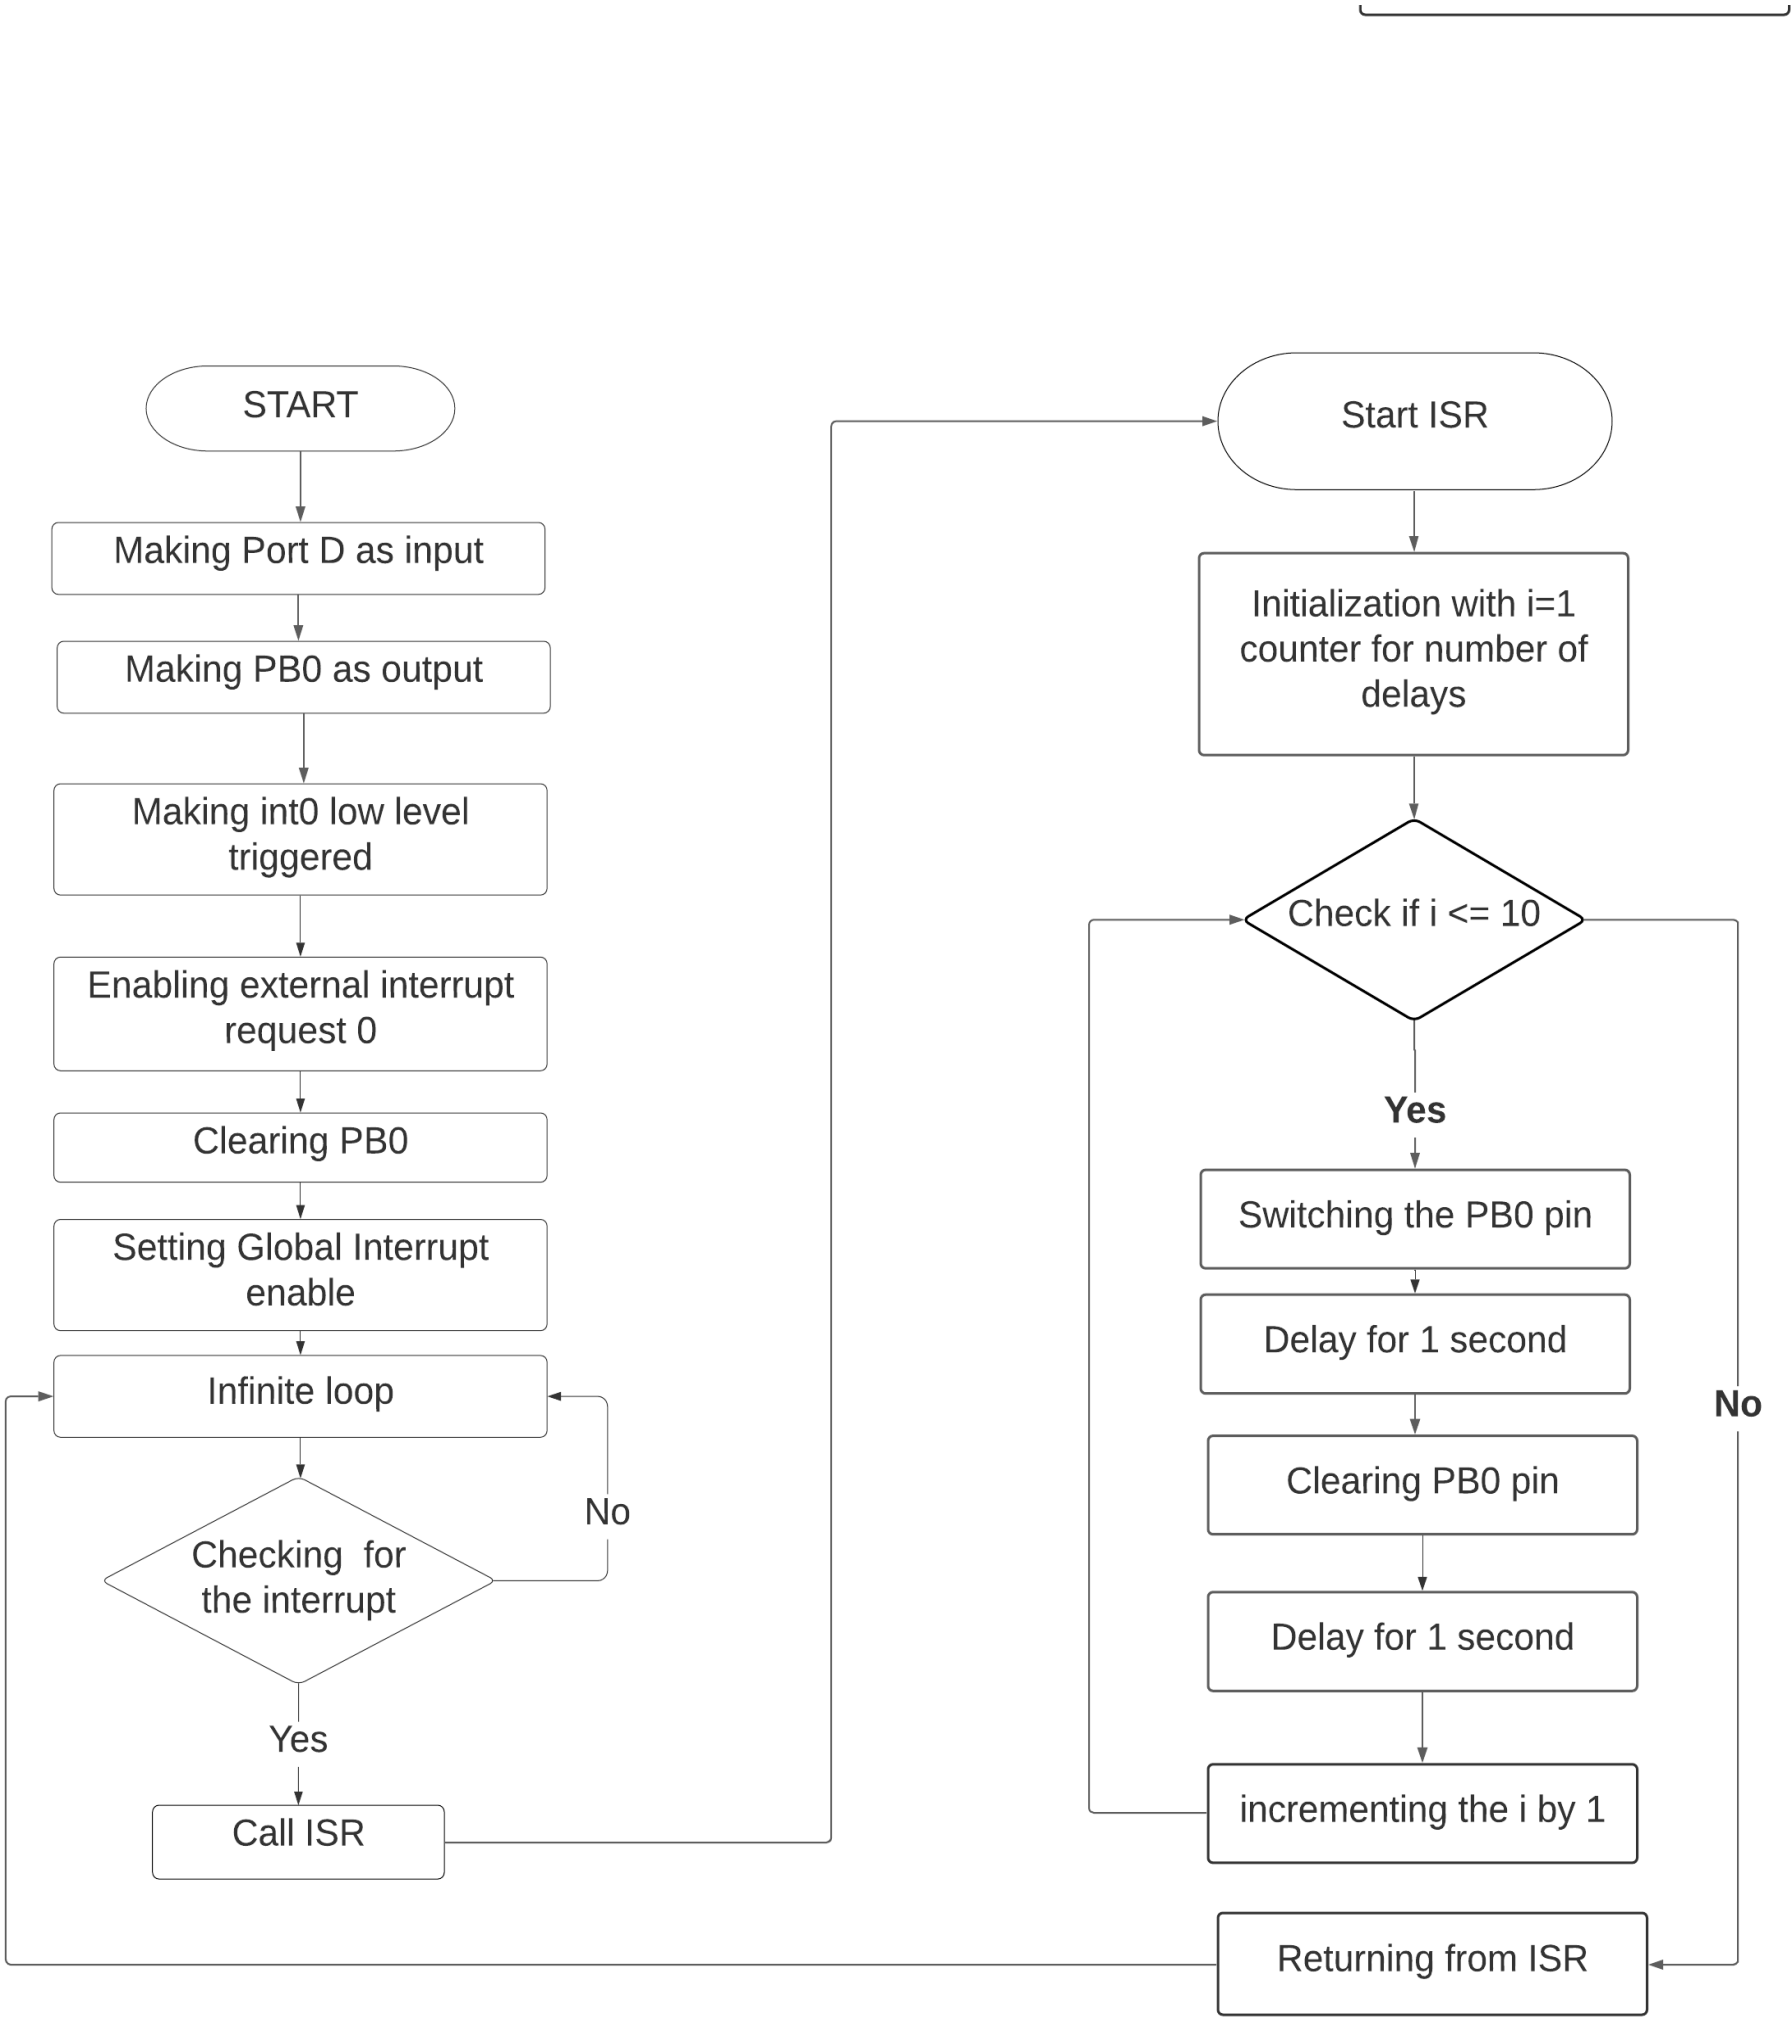 START
Making Port D as input
Making PB0 as output
Making int0 low level
triggered
Enabling external interrupt
request 0
Clearing PB0
Setting Global Interrupt
enable
Infinite loop
No
Checking  for
the interrupt
Yes
Call ISR
Start ISR
Initialization with i=1
counter for number of
delays
Check if i <= 10
Yes
Switching the PB0 pin
Delay for 1 second
No
Clearing PB0 pin
Delay for 1 second
incrementing the i by 1
Returning from ISR